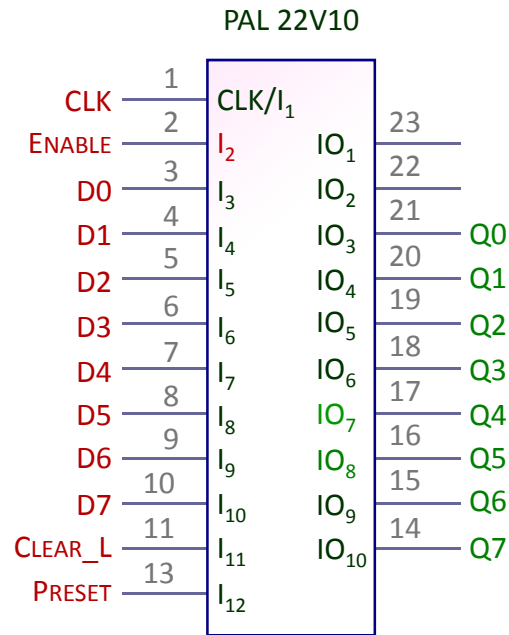 PAL 22V10
CLK 1 CLK/I₁
ENABLE 2 I₂ IO₁ 23
D0 3 I₃ IO₂ 22
D1 4 I₄ IO₃ 21 Q0
D2 5 I₅ IO₄ 20 Q1
D3 6 I₆ IO₅ 19 Q2
D4 7 I₇ IO₆ 18 Q3
D5 8 I₈ IO₇ 17 Q4
D6 9 I₉ IO₈ 16 Q5
D7 10 I₁₀ IO₉ 15 Q6
CLEAR_L 11 I₁₁ IO₁₀ 14 Q7
PRESET 13 I₁₂